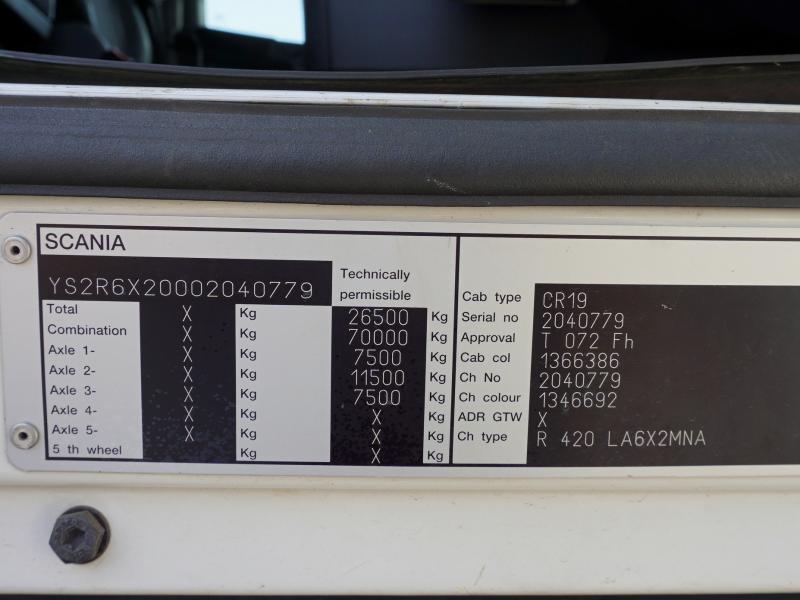 SCANIA
YS2R6X20002040779
Technically
permissible
Total X Kg 26500 Kg
Combination X Kg 70000 Kg
Axle 1- X Kg 7500 Kg
Axle 2- X Kg 11500 Kg
Axle 3- X Kg 7500 Kg
Axle 4- X Kg X Kg
Axle 5- X Kg X Kg
5 th wheel Kg X Kg
Cab type CR19
Serial no 2040779
Approval T 072 Fh
Cab col 1366386
Ch No 2040779
Ch colour 1346692
ADR GTW X
Ch type R 420 LA6X2MNA